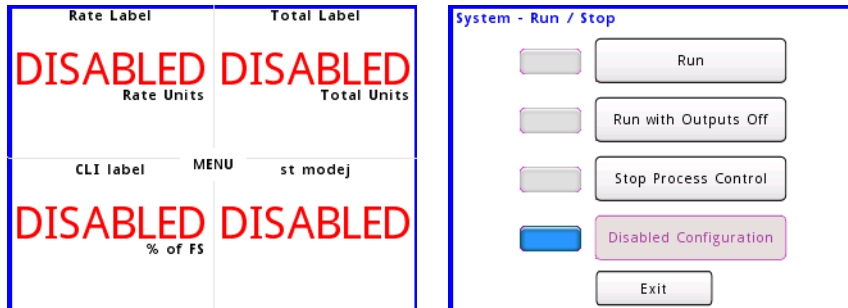 Rate Label
Total Label
DISABLED
DISABLED
Rate Units
Total Units
CLI label
MENU
st modej
DISABLED
DISABLED
% of FS
System - Run / Stop
Run
Run with Outputs Off
Stop Process Control
Disabled Configuration
Exit